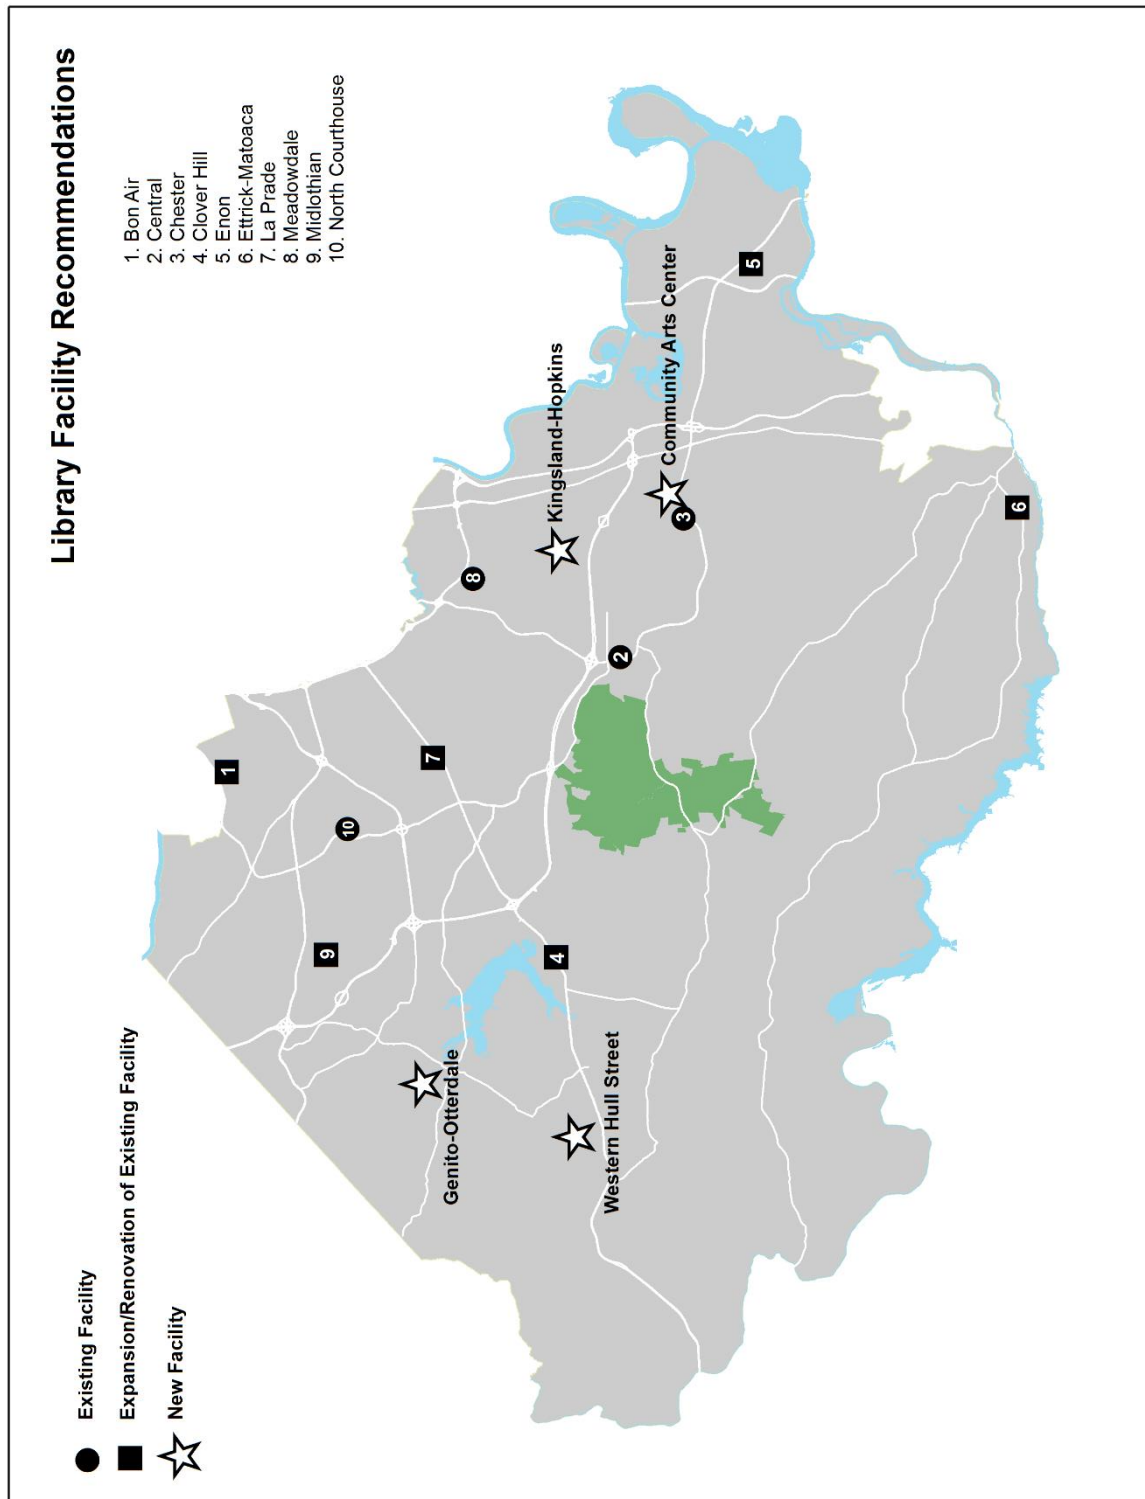 Library Facility Recommendations
Existing Facility
Expansion/Renovation of Existing Facility
New Facility
1. Bon Air
2. Central
3. Chester
4. Clover Hill
5. Enon
6. Ettrick-Matoaca
7. La Prade
8. Meadowdale
9. Midlothian
10. North Courthouse
1
10
9
7
8
Genito-Otterdale
4
Kingsland-Hopkins
Western Hull Street
2
3
Community Arts Center
5
6